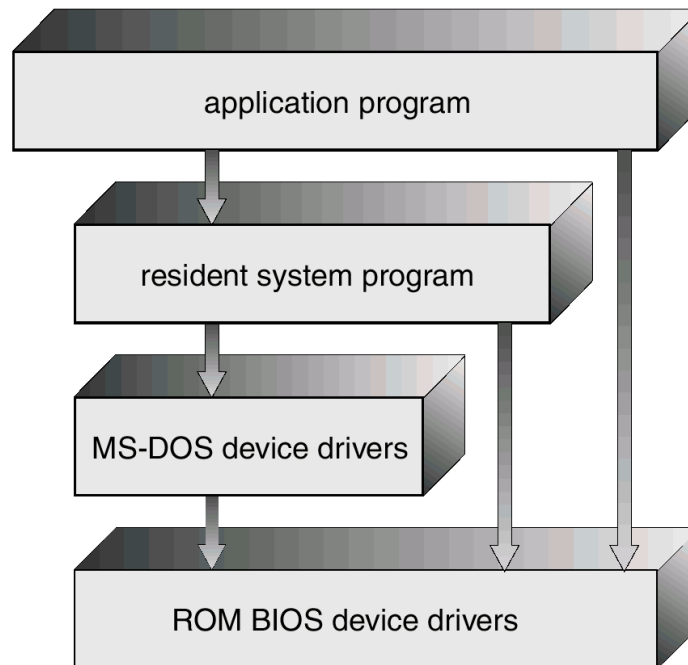 application program
resident system program
MS-DOS device drivers
ROM BIOS device drivers